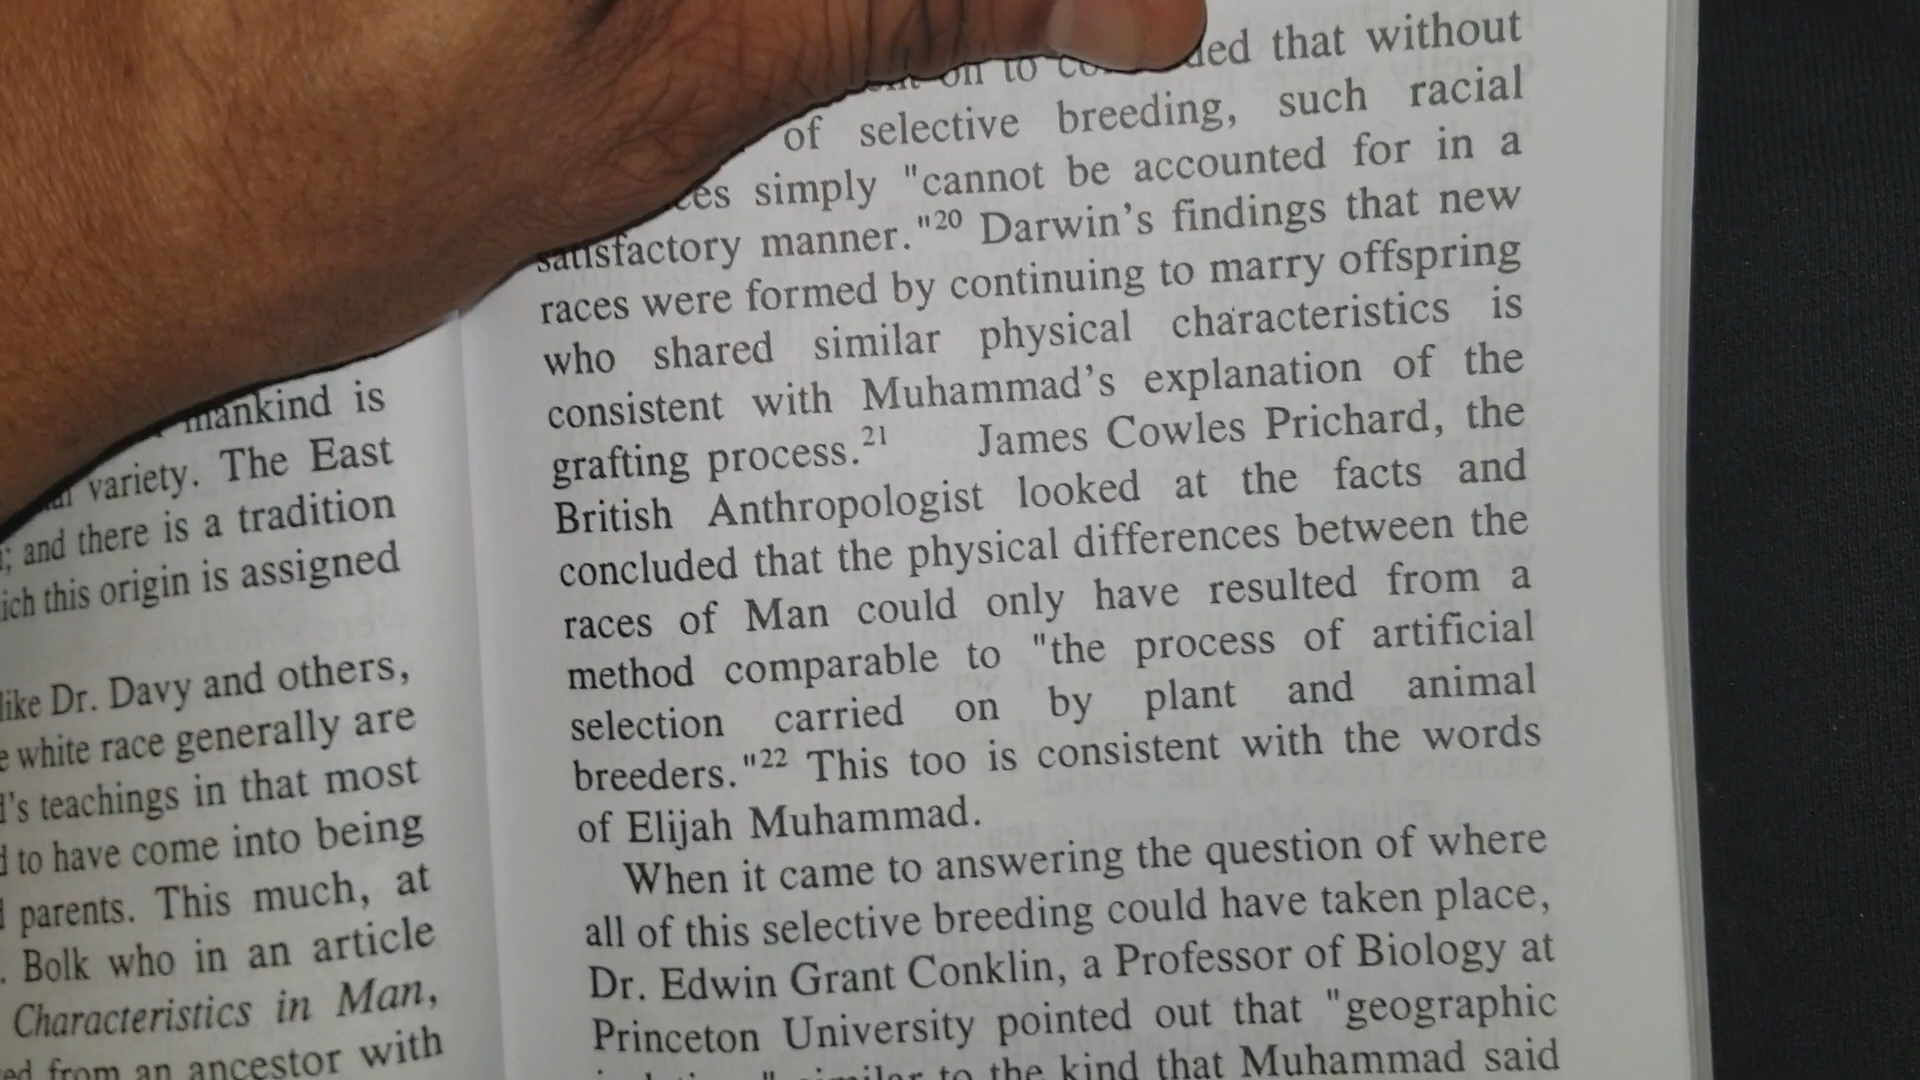 mankind is
variety. The East
; and there is a tradition
this origin is assigned
like Dr. Davy and others,
white race generally are
's teachings in that most
to have come into being
parents. This much, at
. Bolk who in an article
Characteristics in Man,
from an ancestor with
on to that without
of selective breeding, such racial
simply "cannot be accounted for in a
satisfactory manner."20 Darwin's findings that new
races were formed by continuing to marry offspring
who shared similar physical characteristics is
consistent with Muhammad's explanation of the
grafting process.21 James Cowles Prichard, the
British Anthropologist looked at the facts and
concluded that the physical differences between the
races of Man could only have resulted from a
method comparable to "the process of artificial
selection carried on by plant and animal
breeders."22 This too is consistent with the words
of Elijah Muhammad.
When it came to answering the question of where
all of this selective breeding could have taken place,
Dr. Edwin Grant Conklin, a Professor of Biology at
Princeton University pointed out that "geographic
similar to the kind that Muhammad said